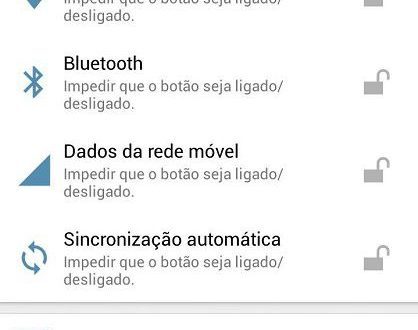 Impedir que o botão seja ligado/
desligado.
Bluetooth
Impedir que o botão seja ligado/
desligado.
Dados da rede móvel
Impedir que o botão seja ligado/
desligado.
Sincronização automática
Impedir que o botão seja ligado/
desligado.